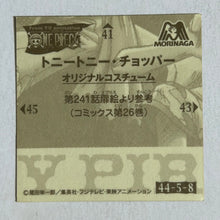 From TV animation
ONE PIECE
41
MORINAGA
トニートニー・チョッパー
オリジナルコスチューム
第241話扉絵より参考
(コミックス第26巻)
45
43
44-5-8
©尾田栄一郎/集英社・フジテレビ・東映アニメーション